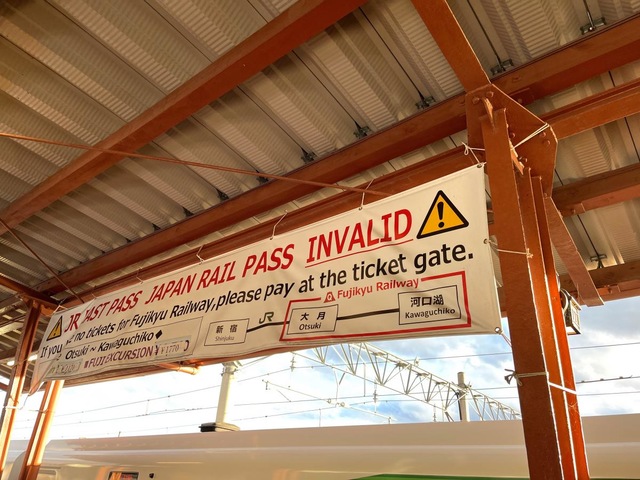 JR EAST PASS JAPAN RAIL PASS INVALID
If you no tickets for Fujikyu Railway,please pay at the ticket gate.
Otsuki ~ Kawaguchiko
FUJI EXCURSION
Fujikyu Railway
新宿 JR 大月 河口湖
Shinjuku Otsuki Kawaguchiko